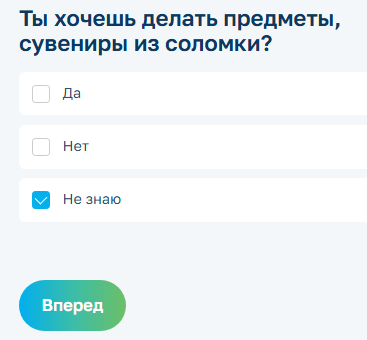 Ты хочешь делать предметы,
сувениры из соломки?
Да
Нет
Не знаю
Вперед